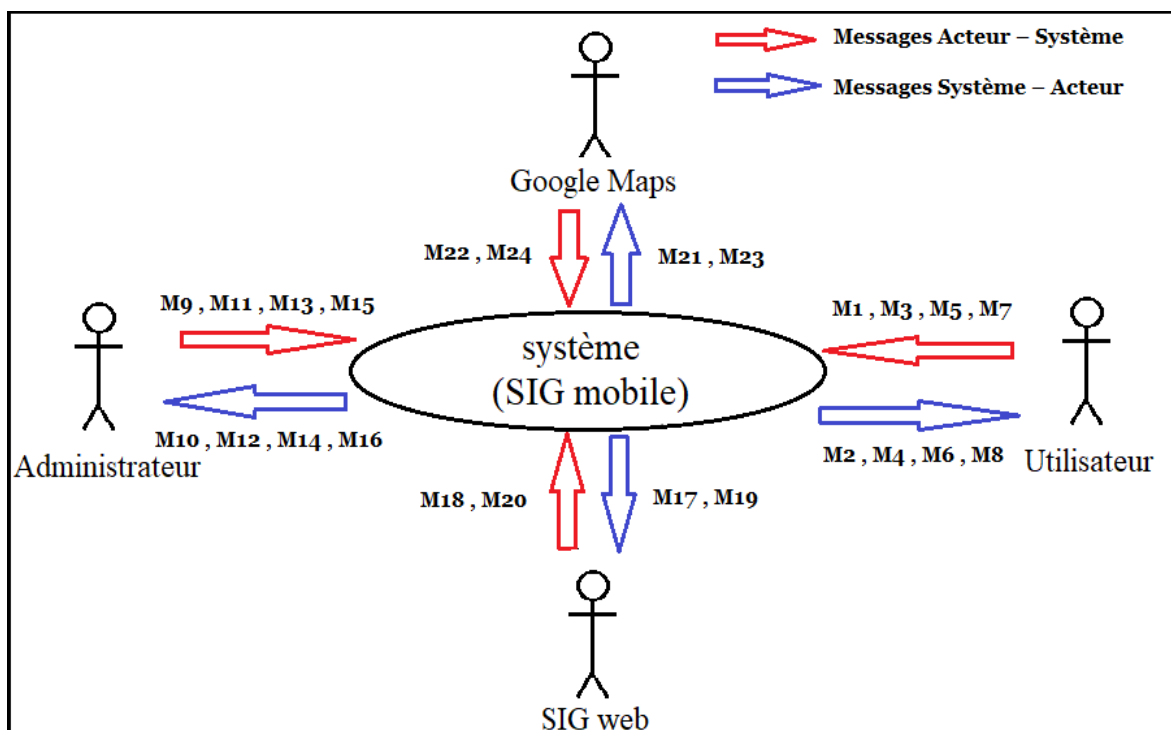 Messages Acteur – Système
Messages Système – Acteur
Google Maps
M22 , M24
M21 , M23
M9 , M11 , M13 , M15
M1 , M3 , M5 , M7
système
(SIG mobile)
M10 , M12 , M14 , M16
M2 , M4 , M6 , M8
Administrateur
Utilisateur
M18 , M20
M17 , M19
SIG web